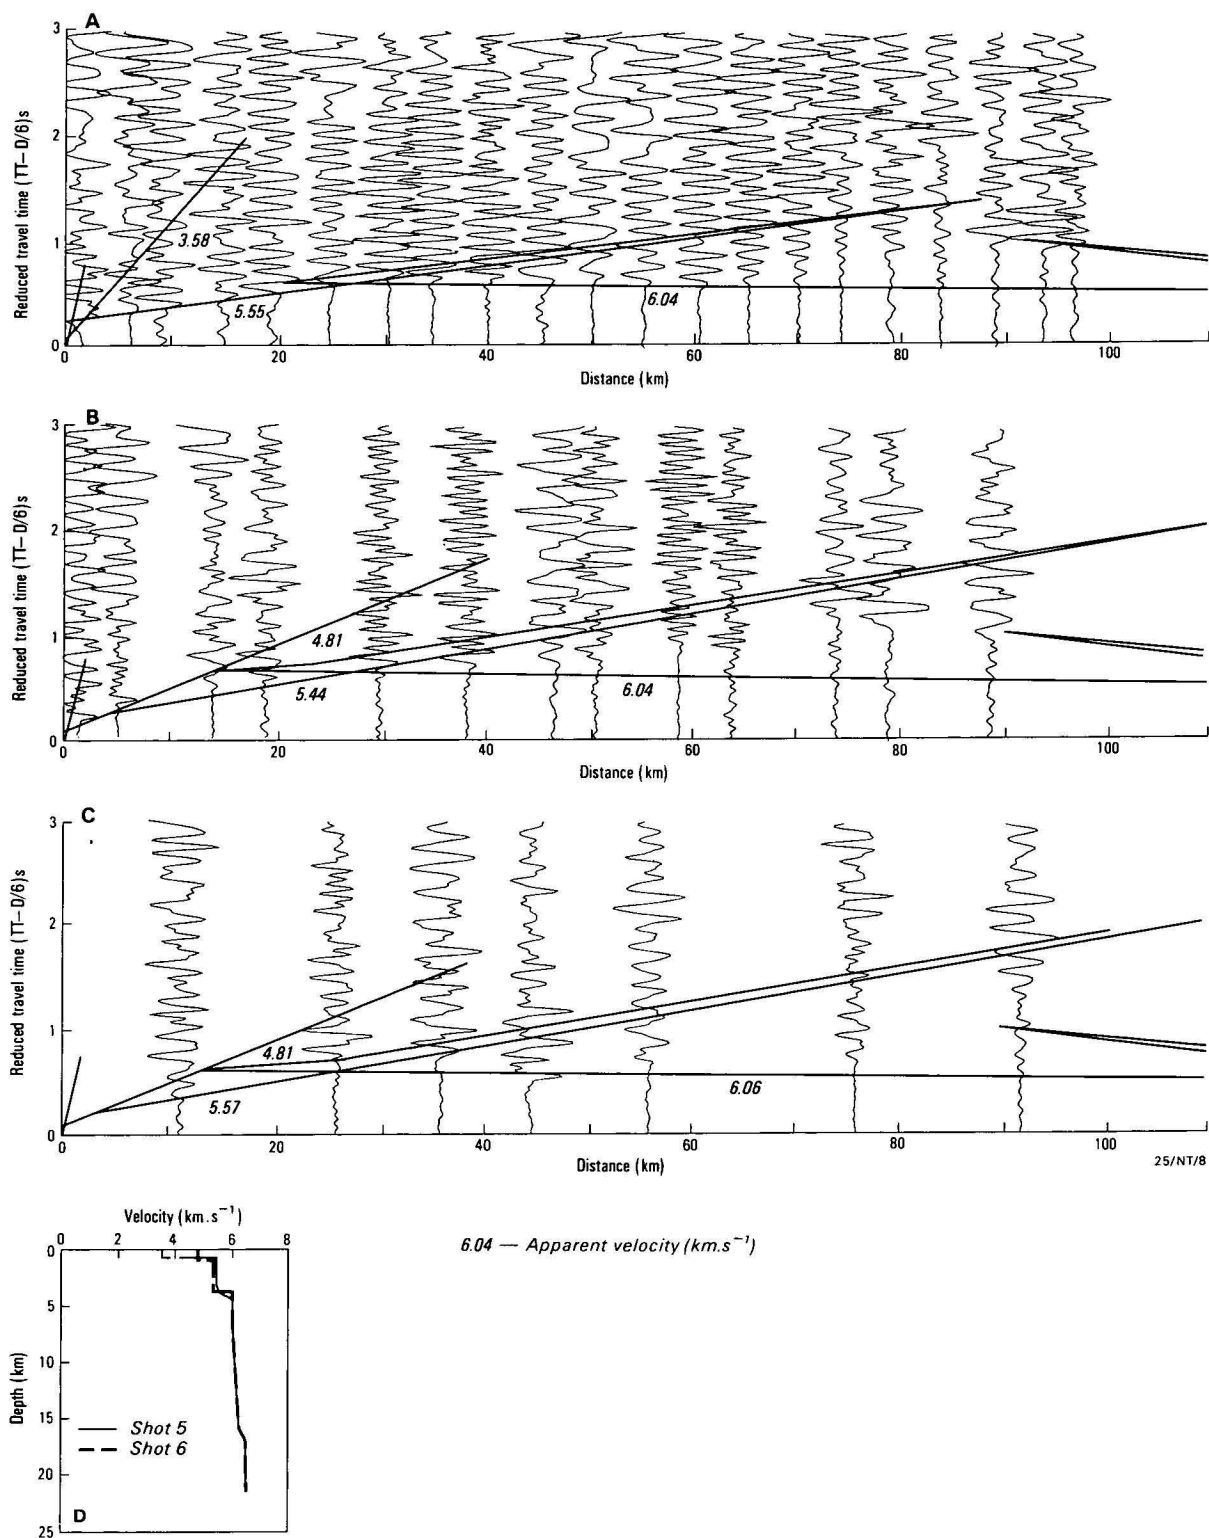 A
Reduced travel time (TT–D/6)s
3
2
1
0
3.58
5.55
6.04
0 20 40 60 80 100
Distance (km)
B
Reduced travel time (TT–D/6)s
3
2
1
0
4.81
5.44
6.04
0 20 40 60 80 100
Distance (km)
C
Reduced travel time (TT–D/6)s
3
2
1
0
4.81
5.57
6.06
0 20 40 60 80 100
Distance (km)
25/NT/8
Velocity (km.s⁻¹)
0 2 4 6 8
6.04 — Apparent velocity (km.s⁻¹)
Depth (km)
0
5
10
15
20
25
Shot 5
Shot 6
D